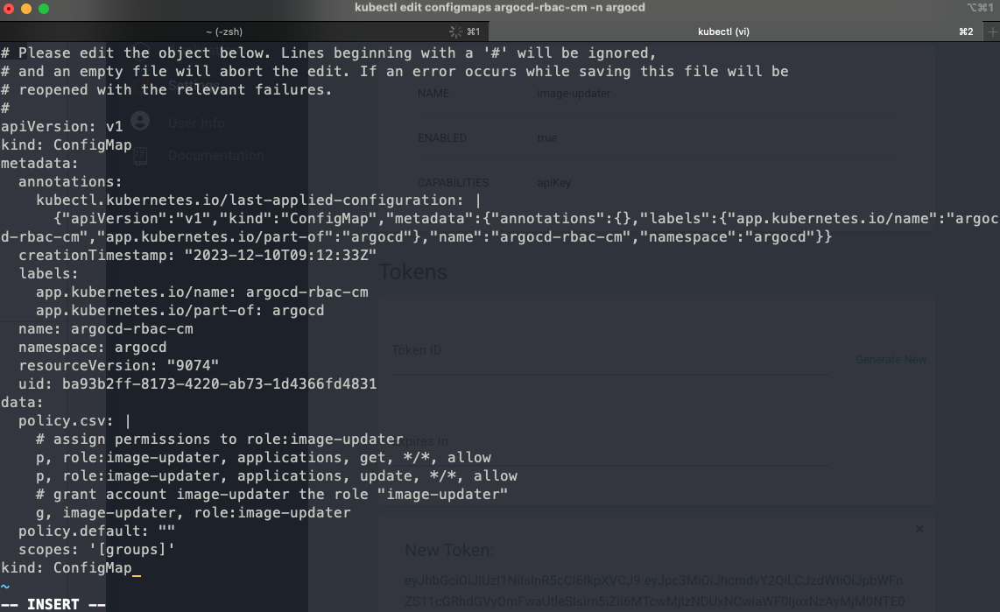 kubectl edit configmaps argocd-rbac-cm -n argocd
⌥⌘1
~ (-zsh)
⌘1
kubectl (vi)
⌘2
+
# Please edit the object below. Lines beginning with a '#' will be ignored,
# and an empty file will abort the edit. If an error occurs while saving this file will be
# reopened with the relevant failures.
#
apiVersion: v1
kind: ConfigMap
metadata:
  annotations:
    kubectl.kubernetes.io/last-applied-configuration: |
      {"apiVersion":"v1","kind":"ConfigMap","metadata":{"annotations":{},"labels":{"app.kubernetes.io/name":"argoc
d-rbac-cm","app.kubernetes.io/part-of":"argocd"},"name":"argocd-rbac-cm","namespace":"argocd"}}
  creationTimestamp: "2023-12-10T09:12:33Z"
  labels:
    app.kubernetes.io/name: argocd-rbac-cm
    app.kubernetes.io/part-of: argocd
  name: argocd-rbac-cm
  namespace: argocd
  resourceVersion: "9074"
  uid: ba93b2ff-8173-4220-ab73-1d4366fd4831
data:
  policy.csv: |
    # assign permissions to role:image-updater
    p, role:image-updater, applications, get, */*, allow
    p, role:image-updater, applications, update, */*, allow
    # grant account image-updater the role "image-updater"
    g, image-updater, role:image-updater
  policy.default: ""
  scopes: '[groups]'
kind: ConfigMap
~
-- INSERT --
Settings
User Info
Documentation
NAME image-updater
ENABLED true
CAPABILITIES apiKey
Tokens
Token ID
Generate New
In
New Token: